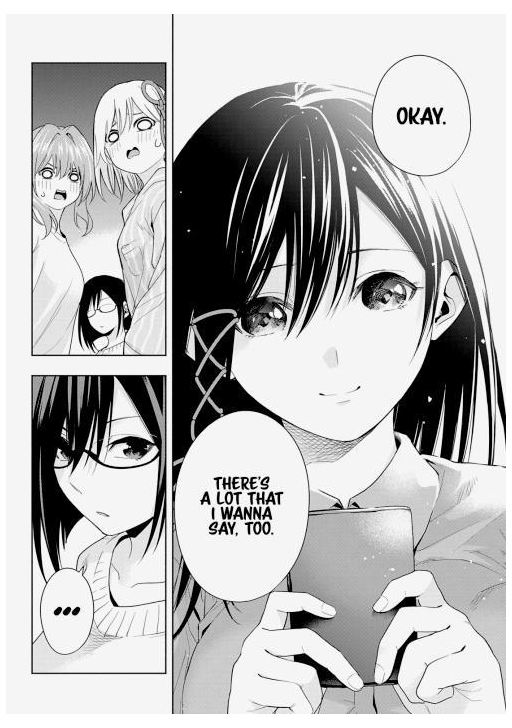 OKAY.
THERE'S
A LOT THAT
I WANNA
SAY, TOO.
...